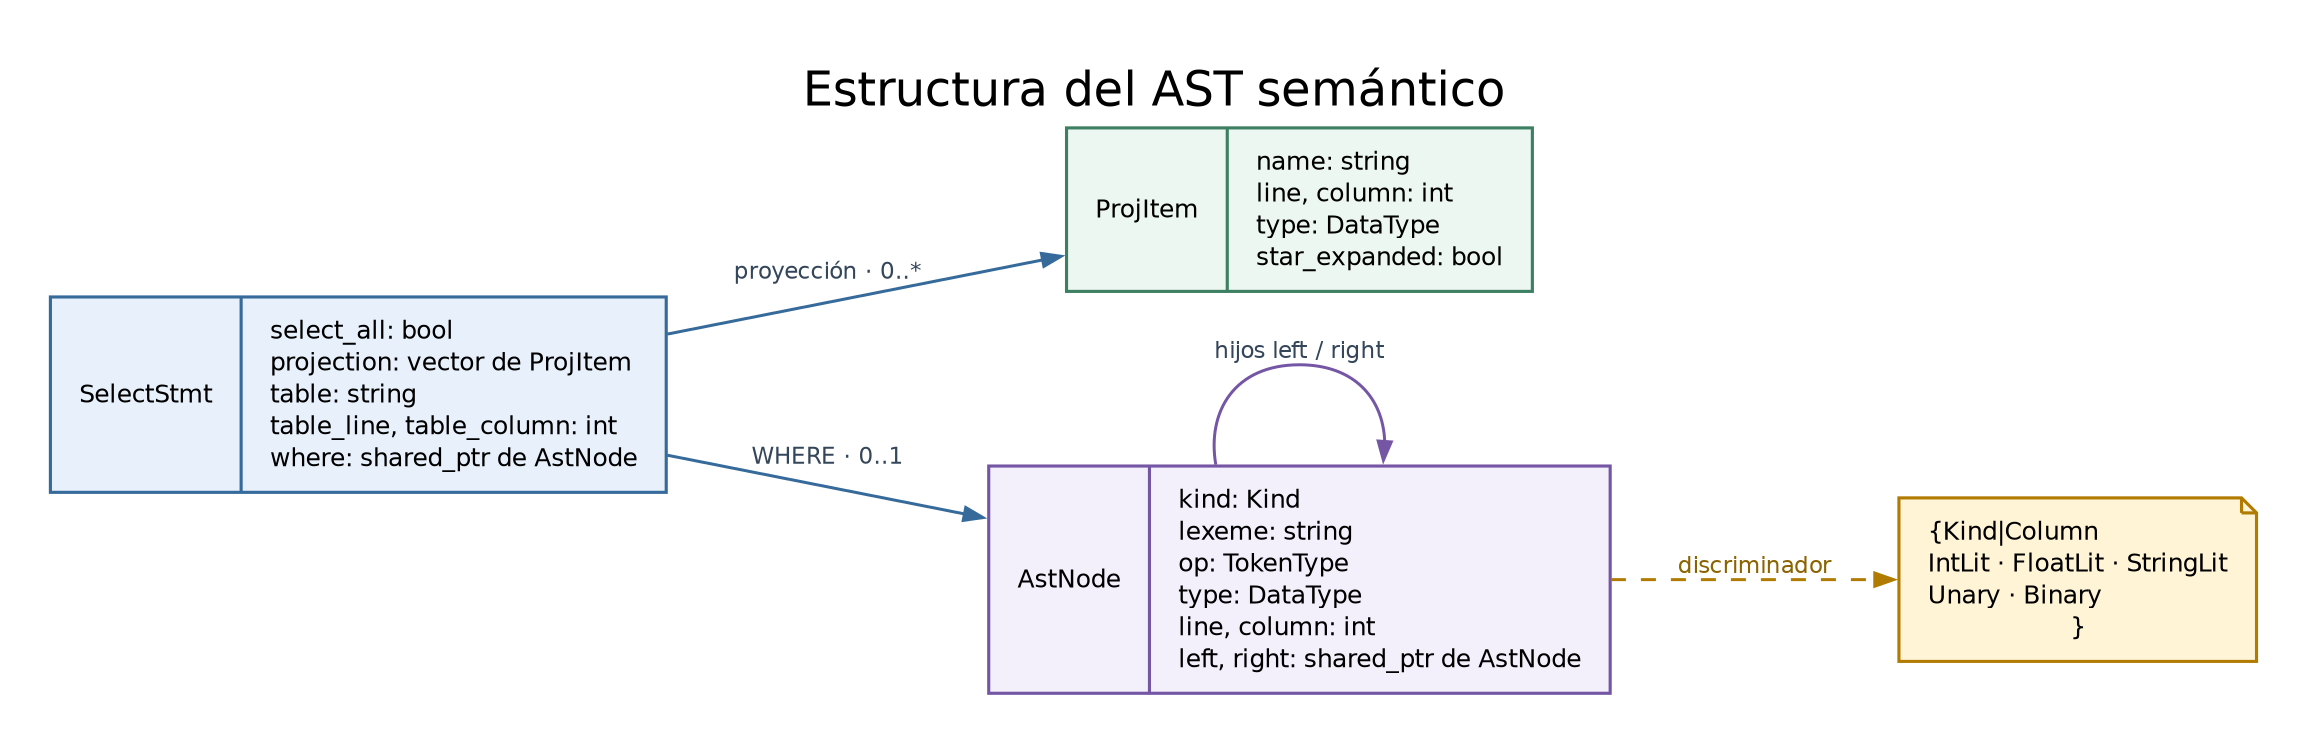 Estructura del AST semántico
ProjItem
name: string
line, column: int
type: DataType
star_expanded: bool
proyección · 0..*
SelectStmt
select_all: bool
projection: vector de ProjItem
table: string
table_line, table_column: int
where: shared_ptr de AstNode
WHERE · 0..1
hijos left / right
AstNode
kind: Kind
lexeme: string
op: TokenType
type: DataType
line, column: int
left, right: shared_ptr de AstNode
discriminador
{Kind|Column
IntLit · FloatLit · StringLit
Unary · Binary
}